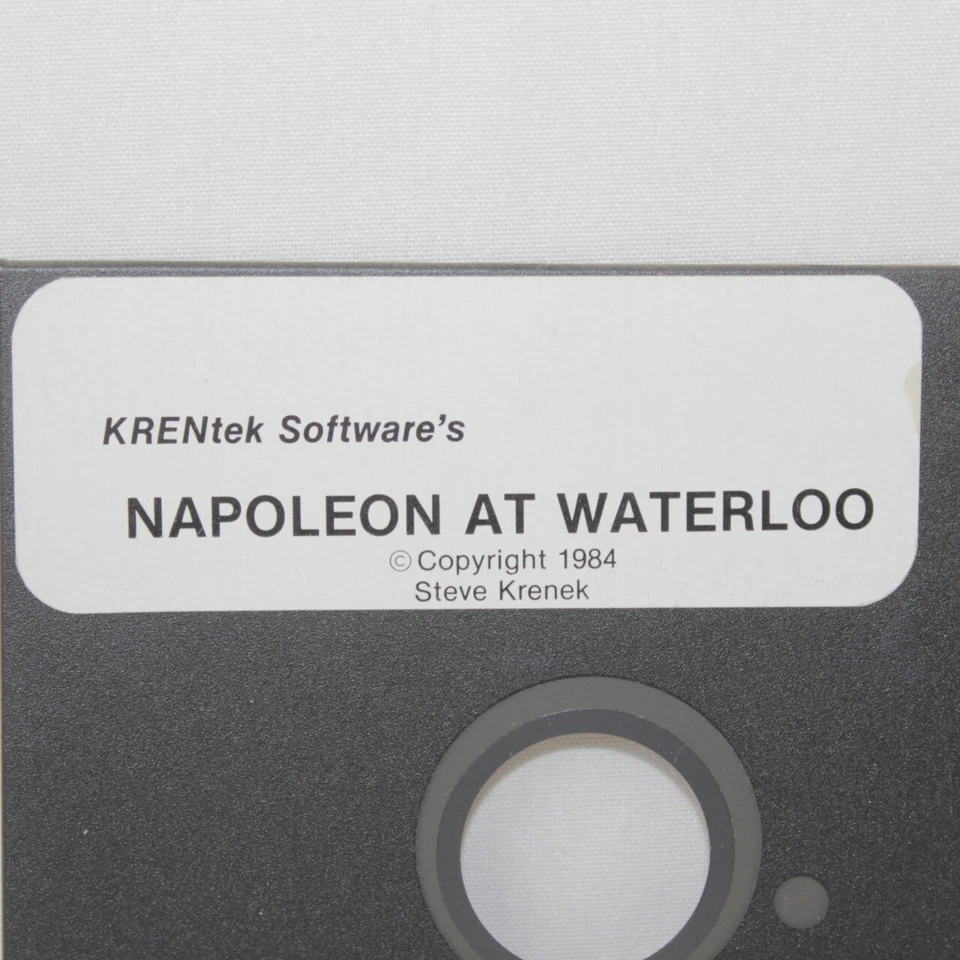 KRENtek Software's
NAPOLEON AT WATERLOO
© Copyright 1984
Steve Krenek